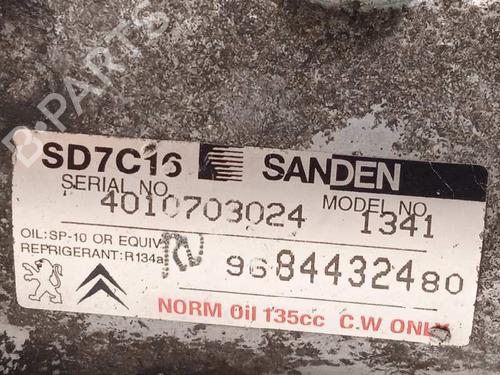 B-PARTS
SD7C16 SANDEN
SERIAL NO. MODEL NO.
4010703024 1341
OIL:SP-10 OR EQUIV
REFRIGERANT:R134a
9684432480
NORM Oil 135cc C.W ONLY